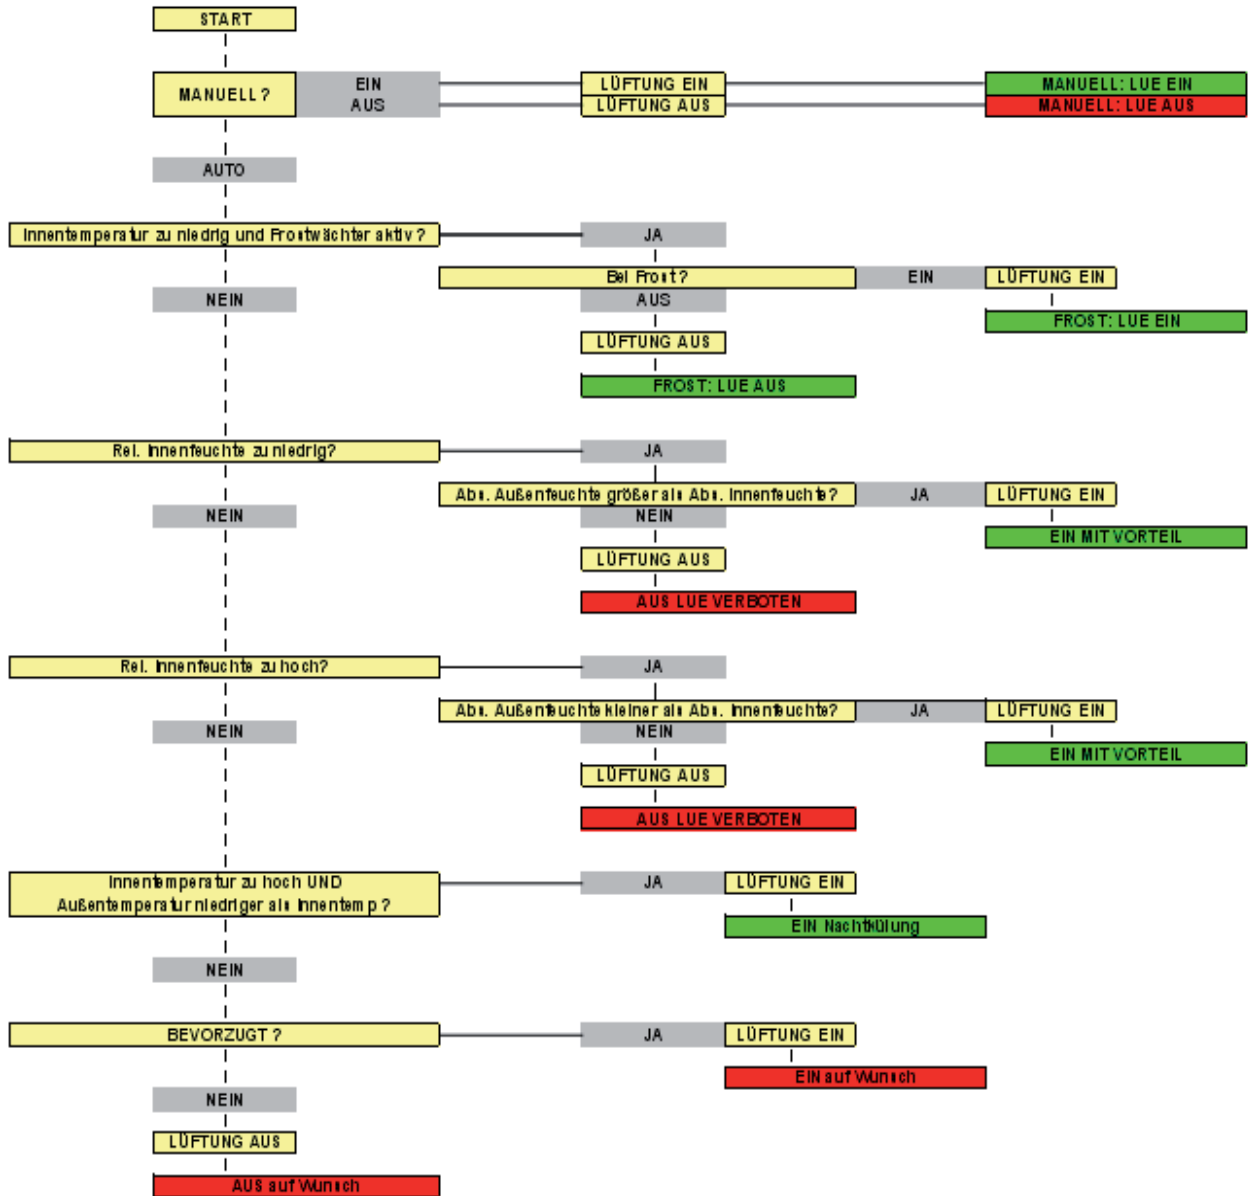 START
MANUELL?
EIN
AUS
LÜFTUNG EIN
LÜFTUNG AUS
MANUELL: LUE EIN
MANUELL: LUE AUS
AUTO
Innentemperatur zu niedrig und Frostwächter aktiv?
JA
Bei Frost?
EIN
LÜFTUNG EIN
NEIN
AUS
FROST: LUE EIN
LÜFTUNG AUS
FROST: LUE AUS
Rel. Innenfeuchte zu niedrig?
JA
Abs. Außenfeuchte größer als Abs. Innenfeuchte?
JA
LÜFTUNG EIN
NEIN
NEIN
EIN MIT VORTEIL
LÜFTUNG AUS
AUS LUE VERBOTEN
Rel. Innenfeuchte zu hoch?
JA
Abs. Außenfeuchte kleiner als Abs. Innenfeuchte?
JA
LÜFTUNG EIN
NEIN
NEIN
EIN MIT VORTEIL
LÜFTUNG AUS
AUS LUE VERBOTEN
Innentemperatur zu hoch UND
Außentemperatur niedriger als Innentemp?
JA
LÜFTUNG EIN
EIN Nachtkülung
NEIN
BEVORZUGT?
JA
LÜFTUNG EIN
EIN auf Wunsch
NEIN
LÜFTUNG AUS
AUS auf Wunsch